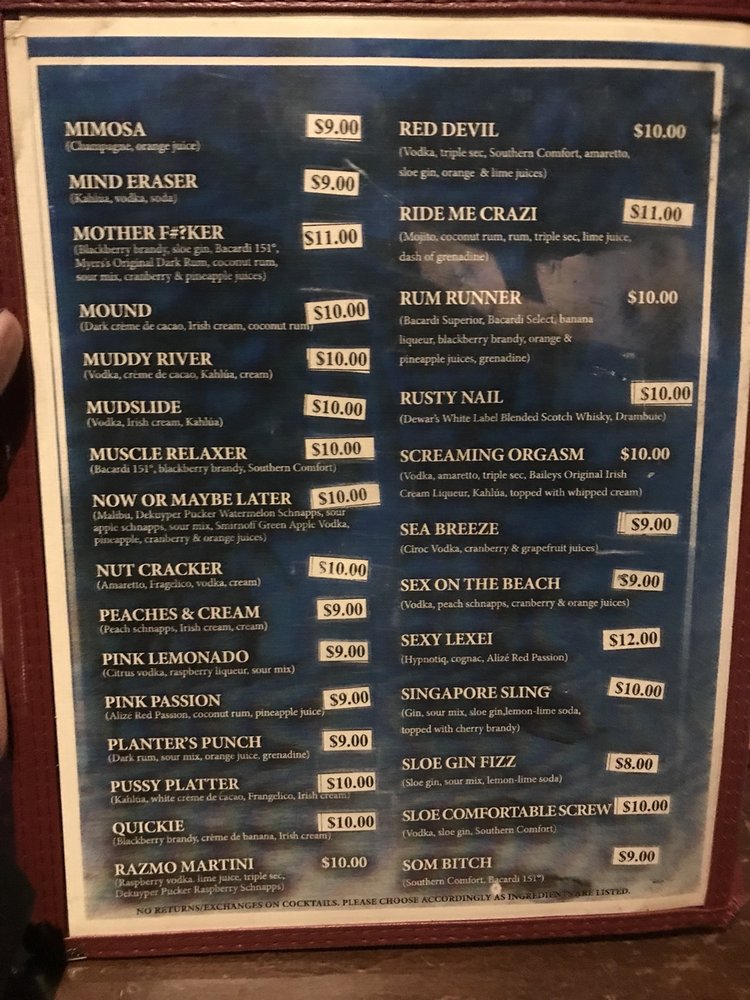 MIMOSA $9.00
(Champagne, orange juice)
MIND ERASER $9.00
(Kahlúa, vodka, soda)
MOTHER F#?KER $11.00
(Blackberry brandy, sloe gin, Bacardi 151°,
Myers's Original Dark Rum, coconut rum,
sour mix, cranberry & pineapple juices)
MOUND $10.00
(Dark crème de cacao, Irish cream, coconut rum)
MUDDY RIVER $10.00
(Vodka, crème de cacao, Kahlúa, cream)
MUDSLIDE $10.00
(Vodka, Irish cream, Kahlúa)
MUSCLE RELAXER $10.00
(Bacardi 151°, blackberry brandy, Southern Comfort)
NOW OR MAYBE LATER $10.00
(Malibu, Dekuyper Pucker Watermelon Schnapps, sour
apple schnapps, sour mix, Smirnoff Green Apple Vodka,
pineapple, cranberry & orange juices)
NUT CRACKER $10.00
(Amaretto, Fragelico, vodka, cream)
PEACHES & CREAM $9.00
(Peach schnapps, Irish cream, cream)
PINK LEMONADO $9.00
(Citrus vodka, raspberry liqueur, sour mix)
PINK PASSION $9.00
(Alizé Red Passion, coconut rum, pineapple juice)
PLANTER'S PUNCH $9.00
(Dark rum, sour mix, orange juice, grenadine)
PUSSY PLATTER $10.00
(Kahlúa, white crème de cacao, Frangelico, Irish cream)
QUICKIE $10.00
(Blackberry brandy, crème de banana, Irish cream)
RAZMO MARTINI $10.00
(Raspberry vodka, lime juice, triple sec,
Dekuyper Pucker Raspberry Schnapps)
RED DEVIL $10.00
(Vodka, triple sec, Southern Comfort, amaretto,
sloe gin, orange & lime juices)
RIDE ME CRAZI $11.00
(Mojito, coconut rum, rum, triple sec, lime juice,
dash of grenadine)
RUM RUNNER $10.00
(Bacardi Superior, Bacardi Select, banana
liqueur, blackberry brandy, orange &
pineapple juices, grenadine)
RUSTY NAIL $10.00
(Dewar's White Label Blended Scotch Whisky, Drambuie)
SCREAMING ORGASM $10.00
(Vodka, amaretto, triple sec, Baileys Original Irish
Cream Liqueur, Kahlúa, topped with whipped cream)
SEA BREEZE $9.00
(Ciroc Vodka, cranberry & grapefruit juices)
SEX ON THE BEACH $9.00
(Vodka, peach schnapps, cranberry & orange juices)
SEXY LEXEI $12.00
(Hypnotiq, cognac, Alizé Red Passion)
SINGAPORE SLING $10.00
(Gin, sour mix, sloe gin,lemon-lime soda,
topped with cherry brandy)
SLOE GIN FIZZ $8.00
(Sloe gin, sour mix, lemon-lime soda)
SLOE COMFORTABLE SCREW $10.00
(Vodka, sloe gin, Southern Comfort)
SOM BITCH $9.00
(Southern Comfort, Bacardi 151°)
NO RETURNS/EXCHANGES ON COCKTAILS. PLEASE CHOOSE ACCORDINGLY AS INGREDIENTS ARE LISTED.